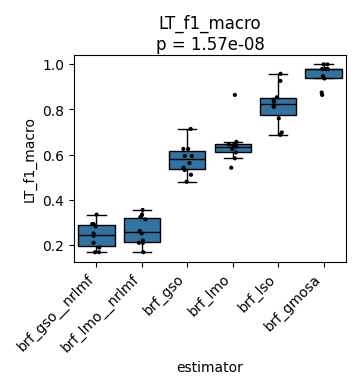 LT_f1_macro
p = 1.57e-08
LT_f1_macro
1.0
0.8
0.6
0.4
0.2
brf_gso__nrlmf
brf_lmo__nrlmf
brf_gso
brf_lmo
brf_lso
brf_gmosa
estimator